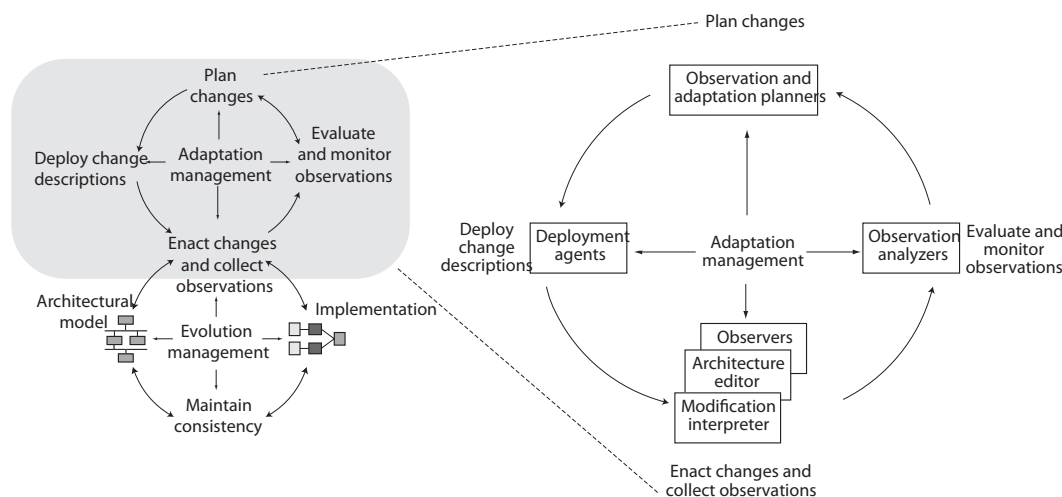 Plan changes
Plan
changes
Observation and
adaptation planners
Evaluate
and monitor
observations
Deploy change
descriptions
Adaptation
management
Enact changes
and collect
observations
Deploy
change
descriptions
Deployment
agents
Adaptation
management
Observation
analyzers
Evaluate and
monitor
observations
Architectural
model
Implementation
Evolution
management
Maintain
consistency
Observers
Architecture
editor
Modification
interpreter
Enact changes and
collect observations